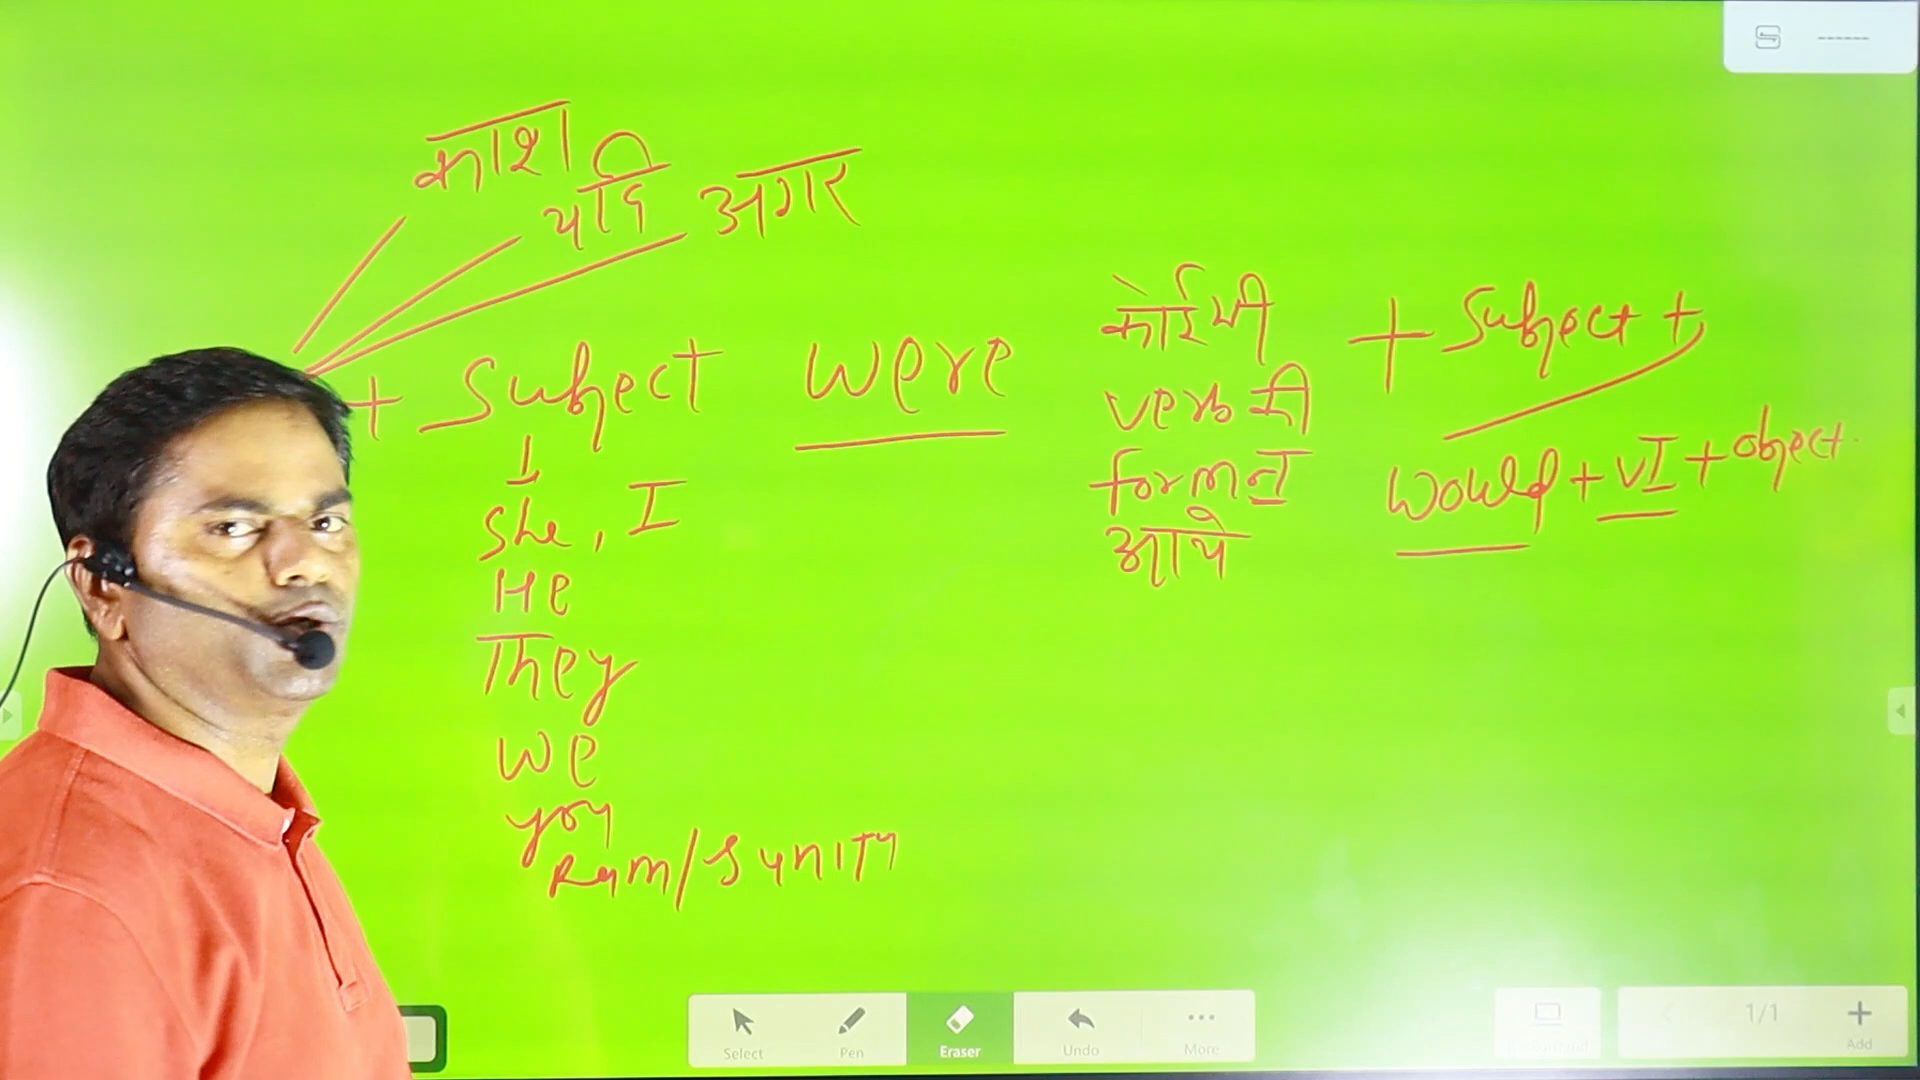 काश
यदि अगर
+ Subject were
She, I
He
They
We
you
Ram/Sunita
कोई भी
verb की
form न
आये
+ Subject +
would + VI + object
-----
Select Pen Eraser Undo More
1/1 Add